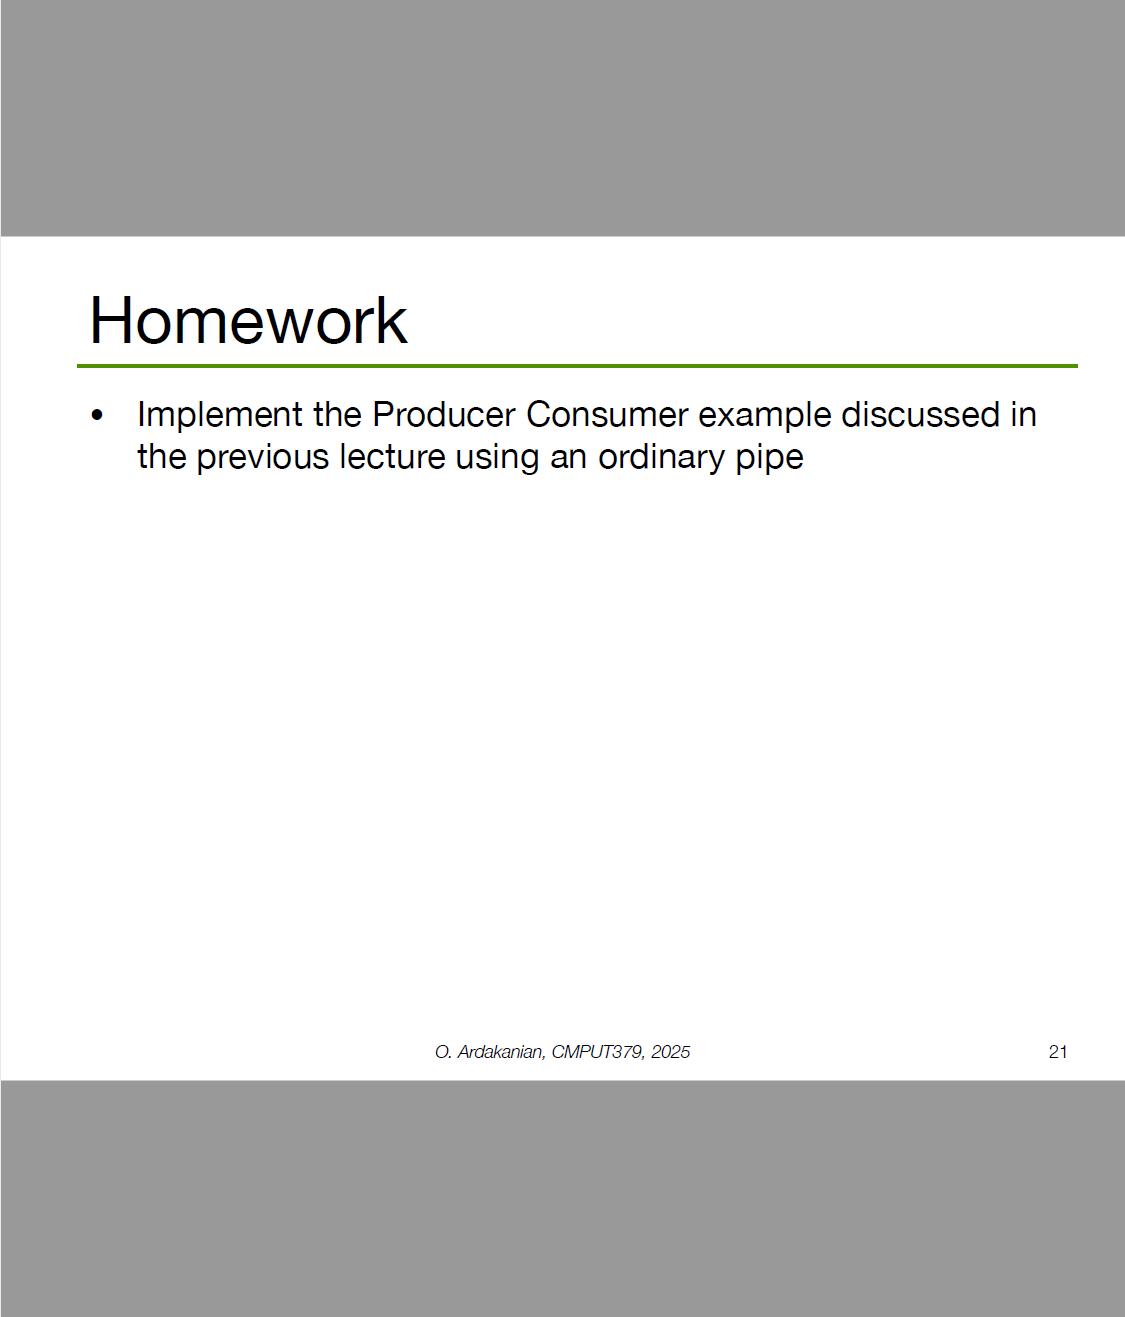 Homework
• Implement the Producer Consumer example discussed in
the previous lecture using an ordinary pipe
O. Ardakanian, CMPUT379, 2025
21